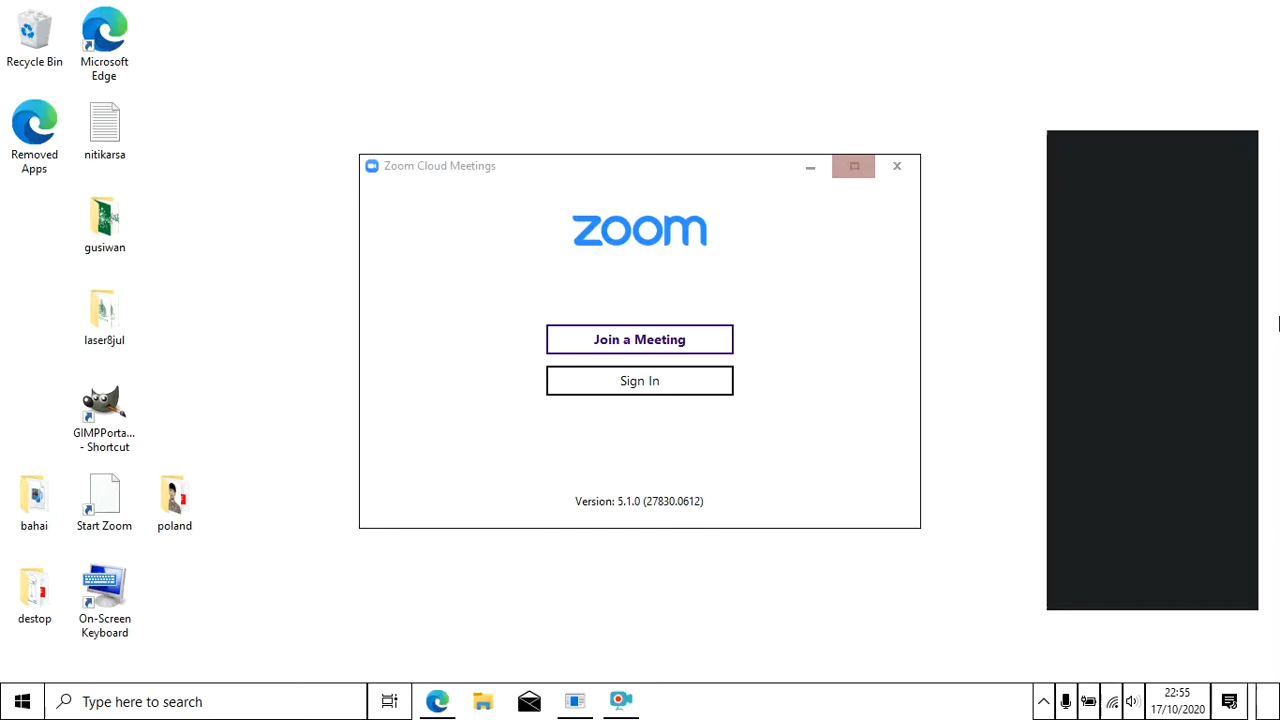 Recycle Bin
Microsoft
Edge
Removed
Apps
nitikarsa
gusiwan
laser8jul
GIMPPorta...
- Shortcut
bahai
Start Zoom
poland
destop
On-Screen
Keyboard
Zoom Cloud Meetings
zoom
Join a Meeting
Sign In
Version: 5.1.0 (27830.0612)
Type here to search
22:55
17/10/2020